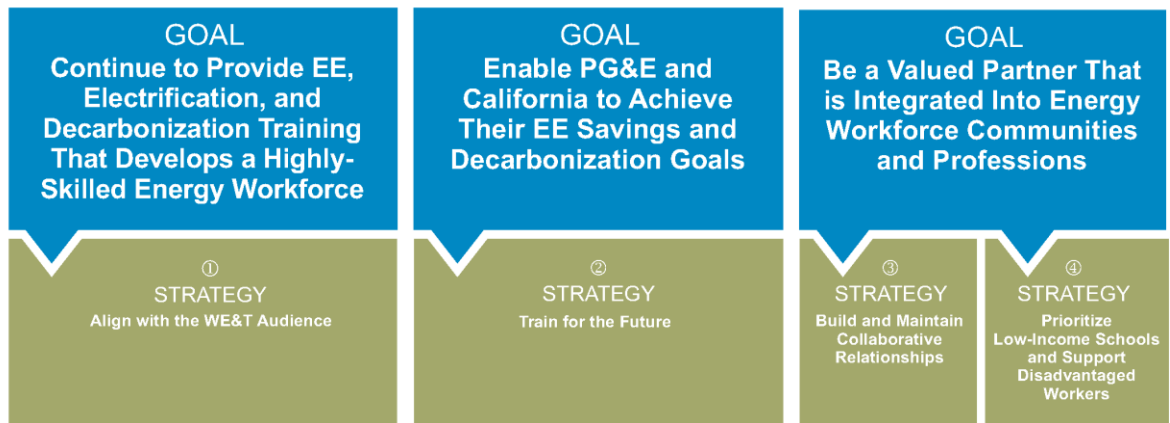 GOAL
Continue to Provide EE,
Electrification, and
Decarbonization Training
That Develops a Highly-
Skilled Energy Workforce
①
STRATEGY
Align with the WE&T Audience
GOAL
Enable PG&E and
California to Achieve
Their EE Savings and
Decarbonization Goals
②
STRATEGY
Train for the Future
GOAL
Be a Valued Partner That
is Integrated Into Energy
Workforce Communities
and Professions
③
STRATEGY
Build and Maintain
Collaborative
Relationships
④
STRATEGY
Prioritize
Low-Income Schools
and Support
Disadvantaged
Workers